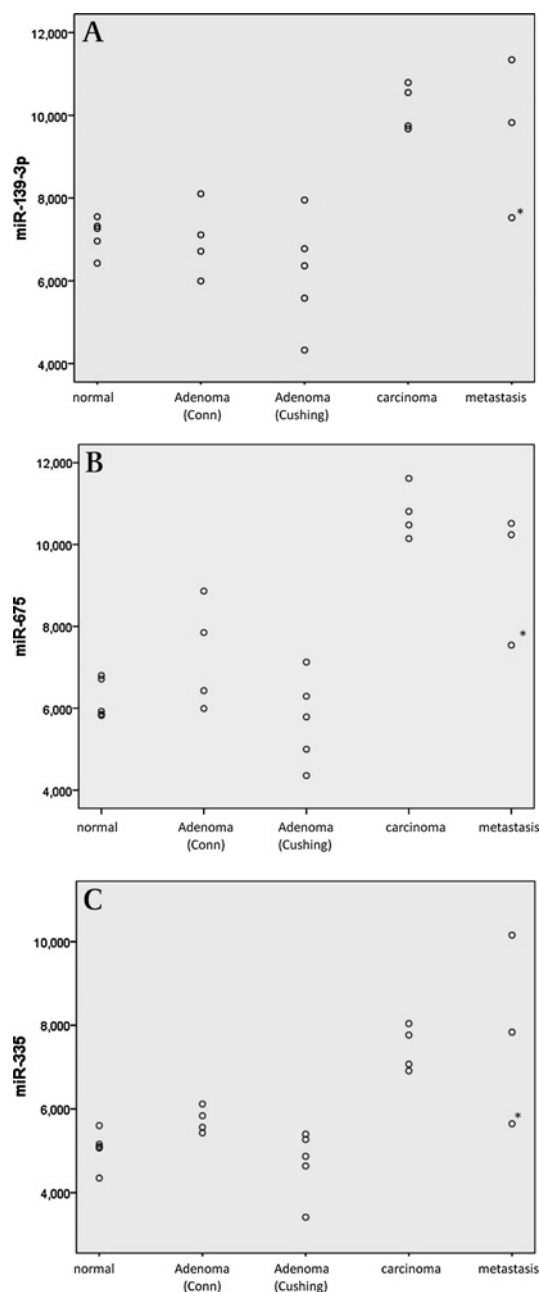 A
12,000
10,000
8,000
6,000
4,000
miR-139-3p
*
normal Adenoma (Conn) Adenoma (Cushing) carcinoma metastasis
B
12,000
10,000
8,000
6,000
4,000
miR-675
*
normal Adenoma (Conn) Adenoma (Cushing) carcinoma metastasis
C
10,000
8,000
6,000
4,000
miR-335
*
normal Adenoma (Conn) Adenoma (Cushing) carcinoma metastasis